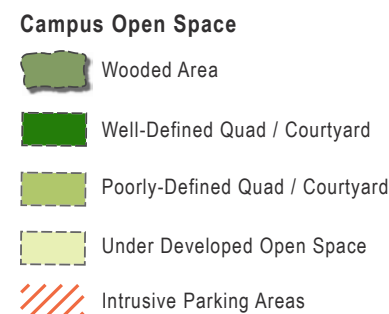 Campus Open Space
Wooded Area
Well-Defined Quad / Courtyard
Poorly-Defined Quad / Courtyard
Under Developed Open Space
Intrusive Parking Areas